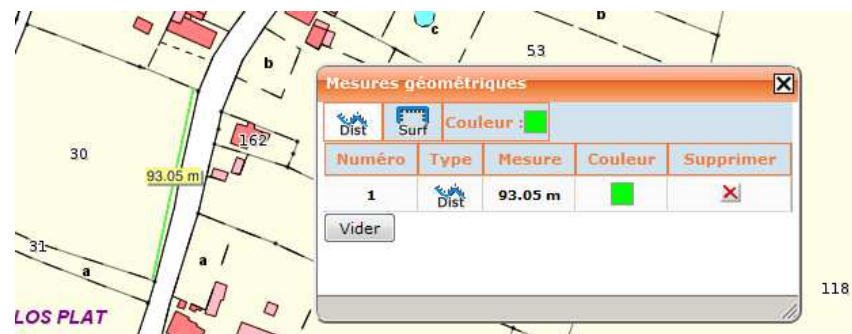 c
b
53
b
162
30
93.05 m
31
a
a
LOS PLAT
118
Mesures géométriques
Dist Surf Couleur :
Numéro Type Mesure Couleur Supprimer
1 Dist 93.05 m
Vider